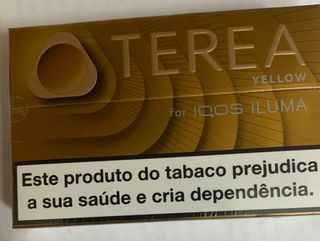 TEREA
YELLOW
for IQOS ILUMA
Este produto do tabaco prejudica
a sua saúde e cria dependência.